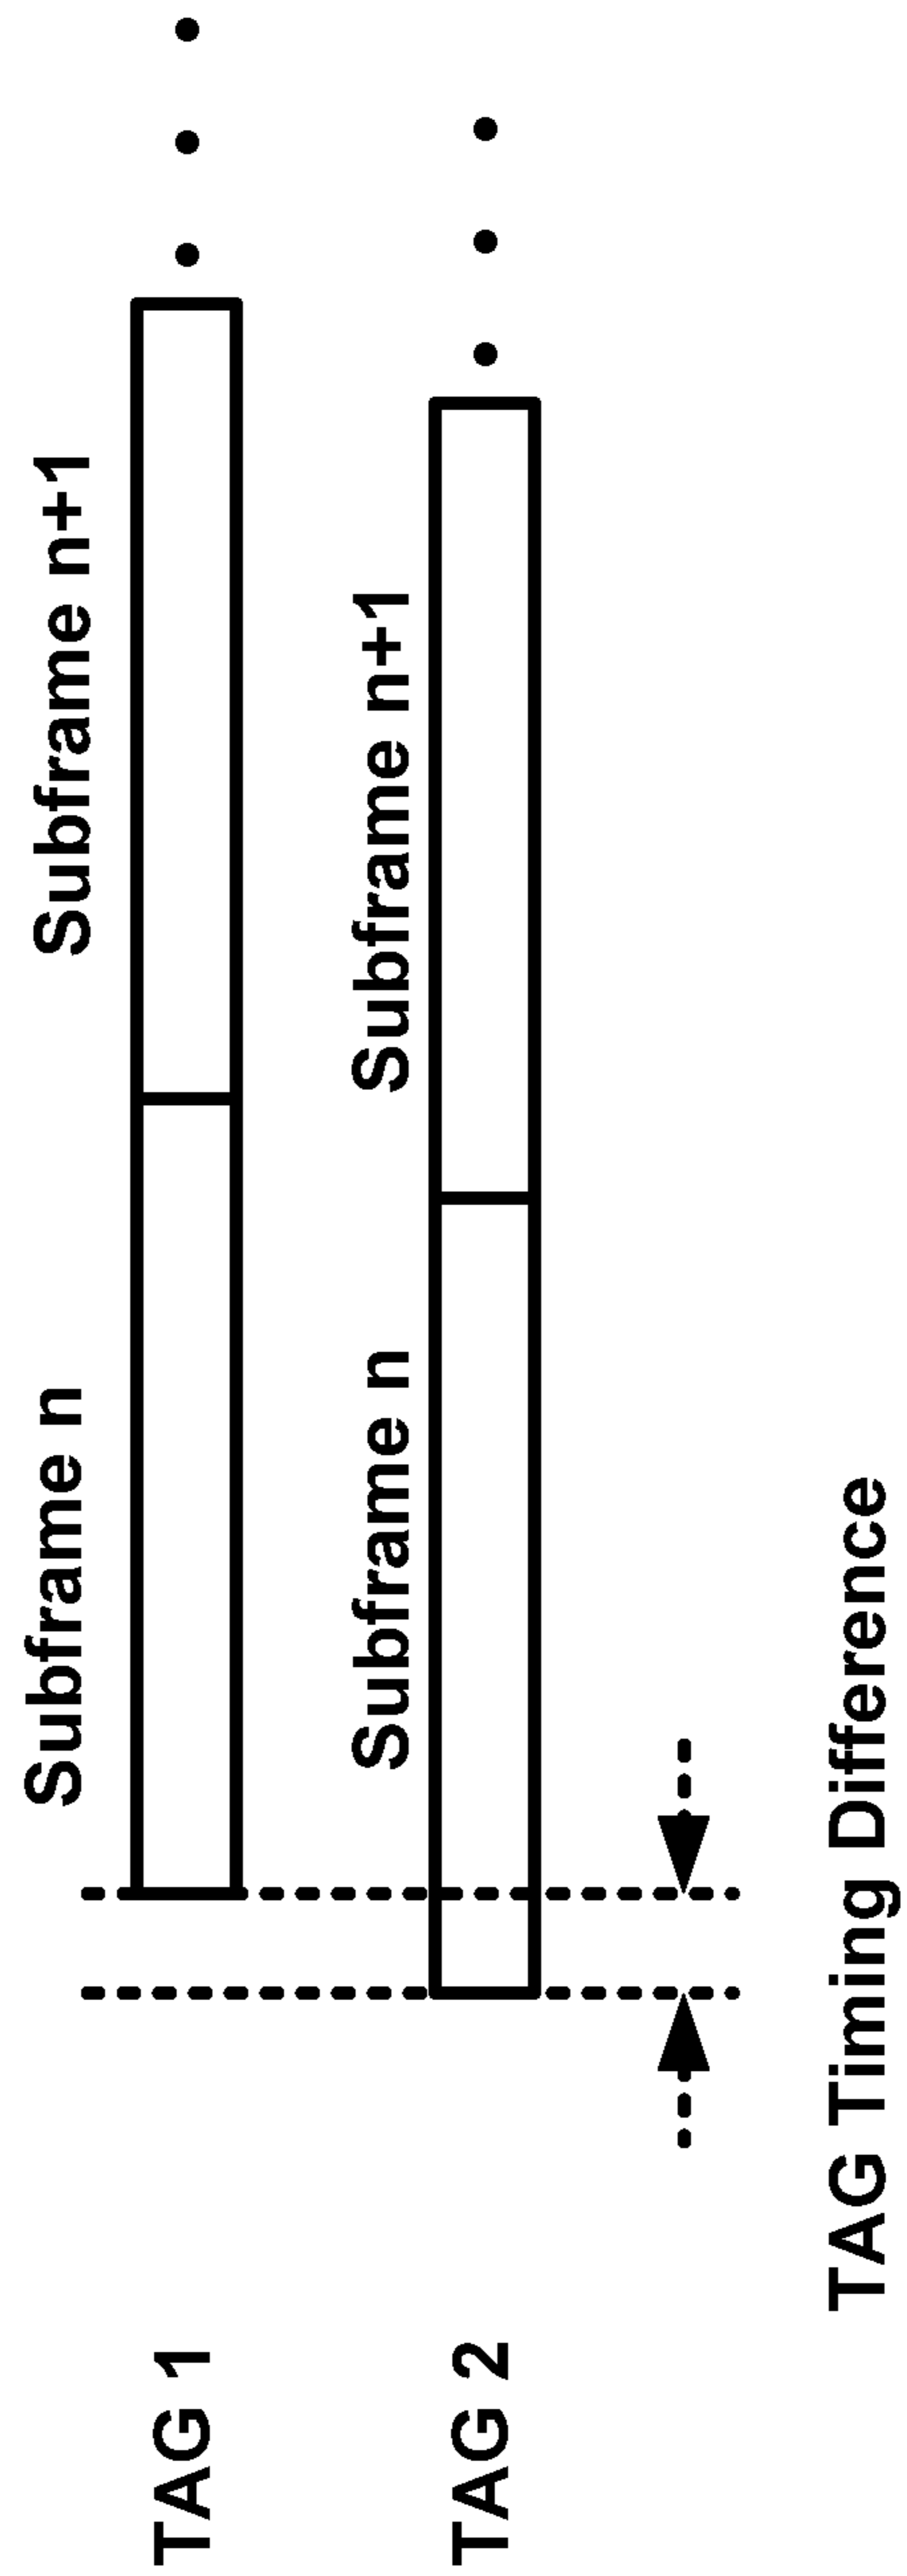 Subframe n
Subframe n+1
TAG 1
Subframe n
Subframe n+1
TAG 2
TAG Timing Difference